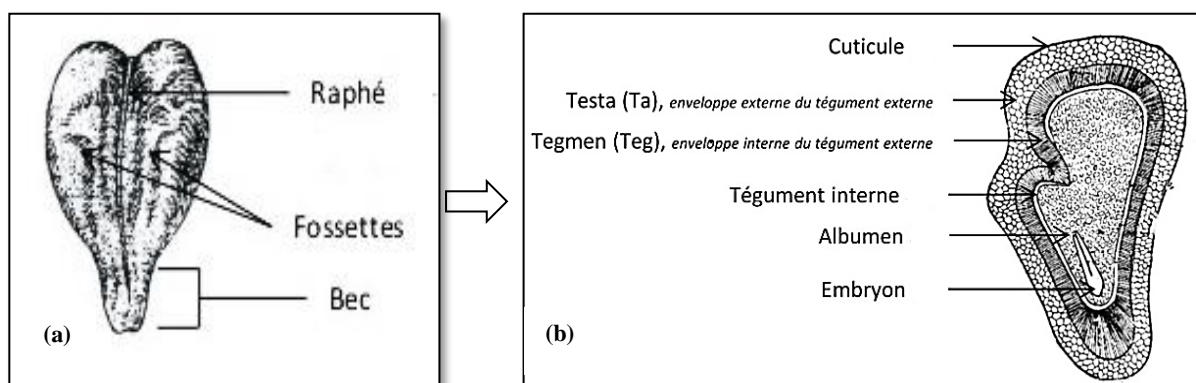 Raphé
Fossettes
Bec
(a)
Cuticule
Testa (Ta), enveloppe externe du tégument externe
Tegmen (Teg), enveloppe interne du tégument externe
Tégument interne
Albumen
Embryon
(b)